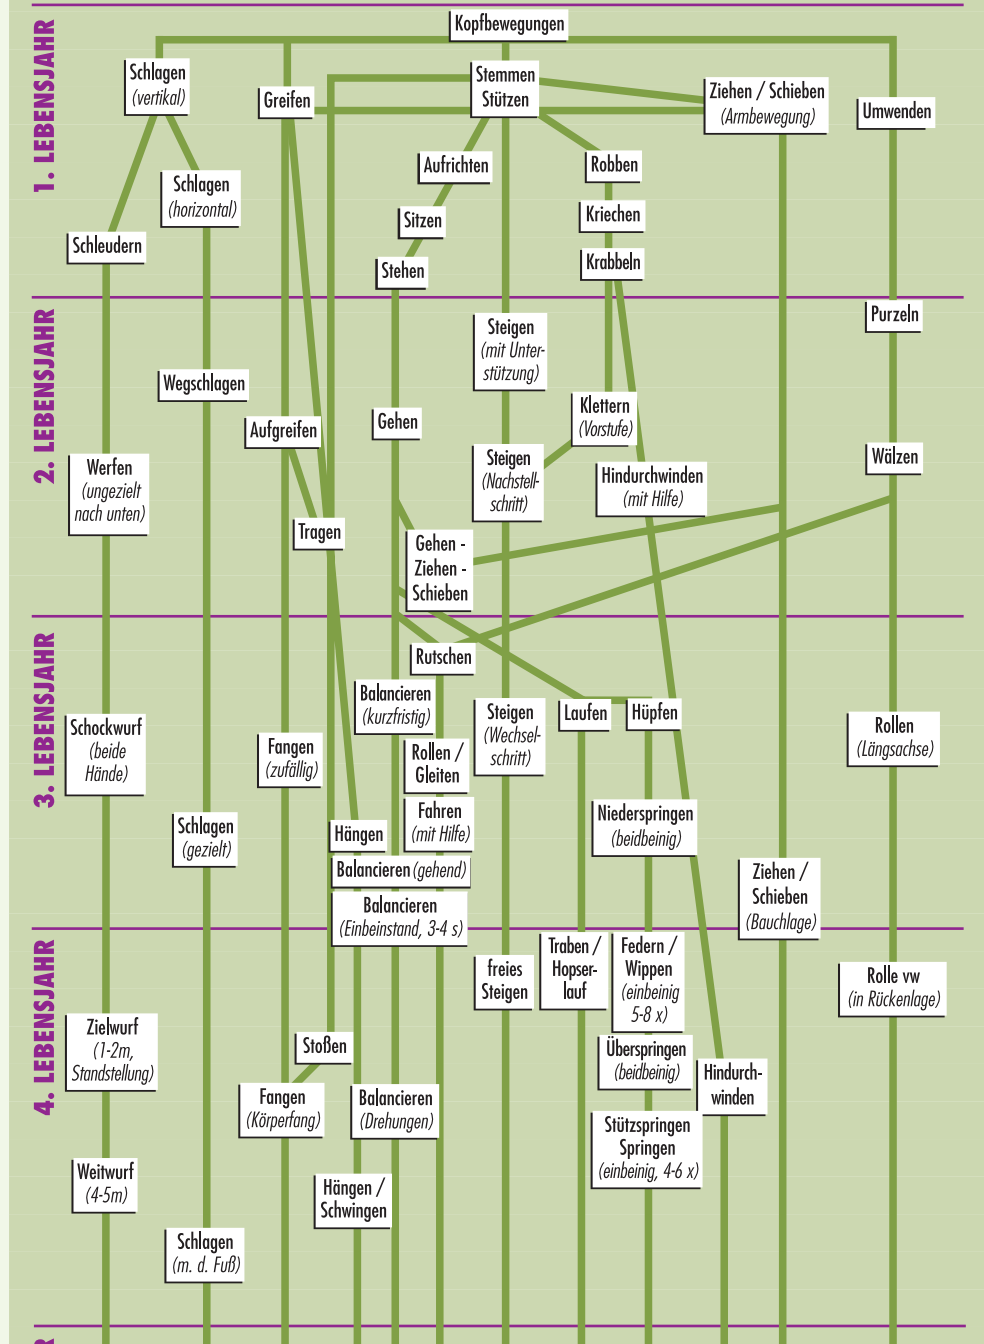 1. LEBENSJAHR
Kopfbewegungen
Schlagen
(vertikal)
Greifen
Stemmen
Stützen
Ziehen / Schieben
(Armbewegung)
Umwenden
Aufrichten
Robben
Schlagen
(horizontal)
Sitzen
Kriechen
Schleudern
Stehen
Krabbeln
2. LEBENSJAHR
Purzeln
Steigen
(mit Unter-
stützung)
Wegschlagen
Klettern
(Vorstufe)
Gehen
Aufgreifen
Steigen
(Nachstell-
schritt)
Wälzen
Werfen
(ungezielt
nach unten)
Hindurchwinden
(mit Hilfe)
Tragen
Gehen -
Ziehen -
Schieben
3. LEBENSJAHR
Rutschen
Balancieren
(kurzfristig)
Steigen
(Wechsel-
schritt)
Laufen
Hüpfen
Schockwurf
(beide
Hände)
Rollen
(Längsachse)
Fangen
(zufällig)
Rollen /
Gleiten
Fahren
(mit Hilfe)
Niederspringen
(beidbeinig)
Schlagen
(gezielt)
Hängen
Balancieren (gehend)
Ziehen /
Schieben
(Bauchlage)
Balancieren
(Einbeinstand, 3-4 s)
4. LEBENSJAHR
Traben /
Hopser-
lauf
Federn /
Wippen
(einbeinig
5-8 x)
freies
Steigen
Rolle vw
(in Rückenlage)
Zielwurf
(1-2m,
Standstellung)
Stoßen
Überspringen
(beidbeinig)
Hindurch-
winden
Fangen
(Körperfang)
Balancieren
(Drehungen)
Stützspringen
Springen
(einbeinig, 4-6 x)
Weitwurf
(4-5m)
Hängen /
Schwingen
Schlagen
(m. d. Fuß)